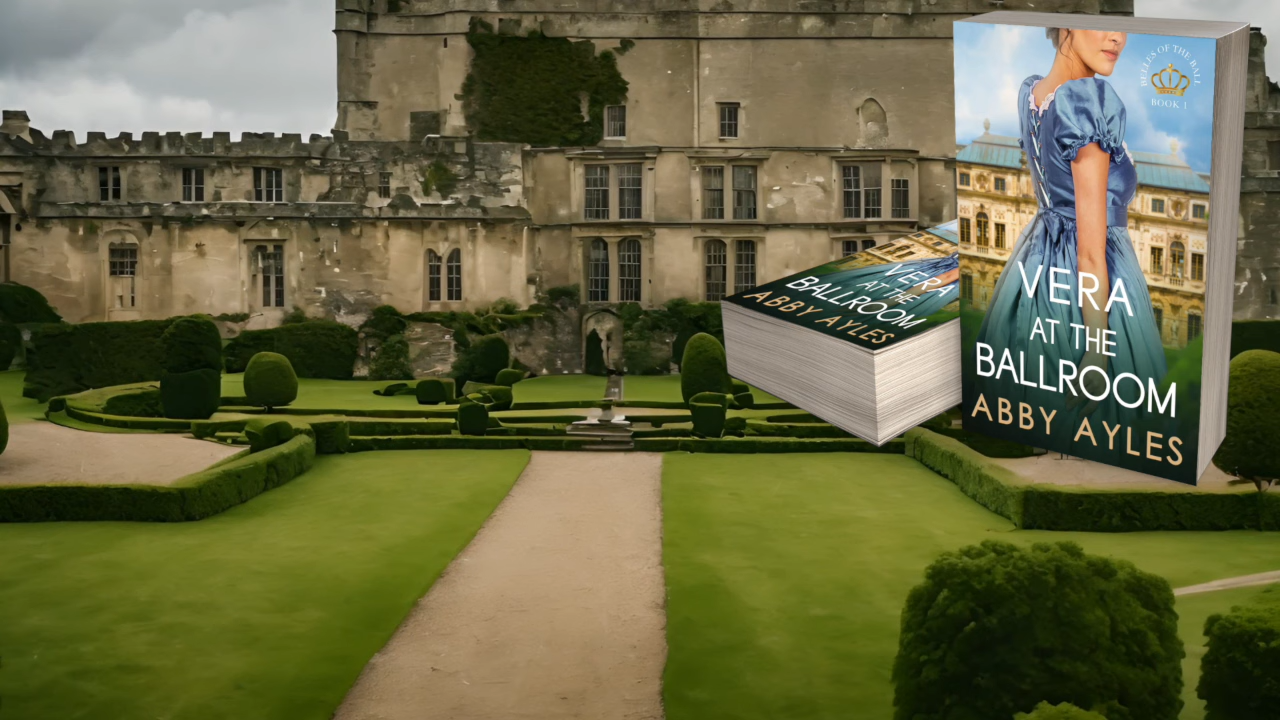 VERA
AT THE
BALLROOM
ABBY AYLES
BELLES OF THE BALL
BOOK 1
VERA
AT THE
BALLROOM
ABBY AYLES